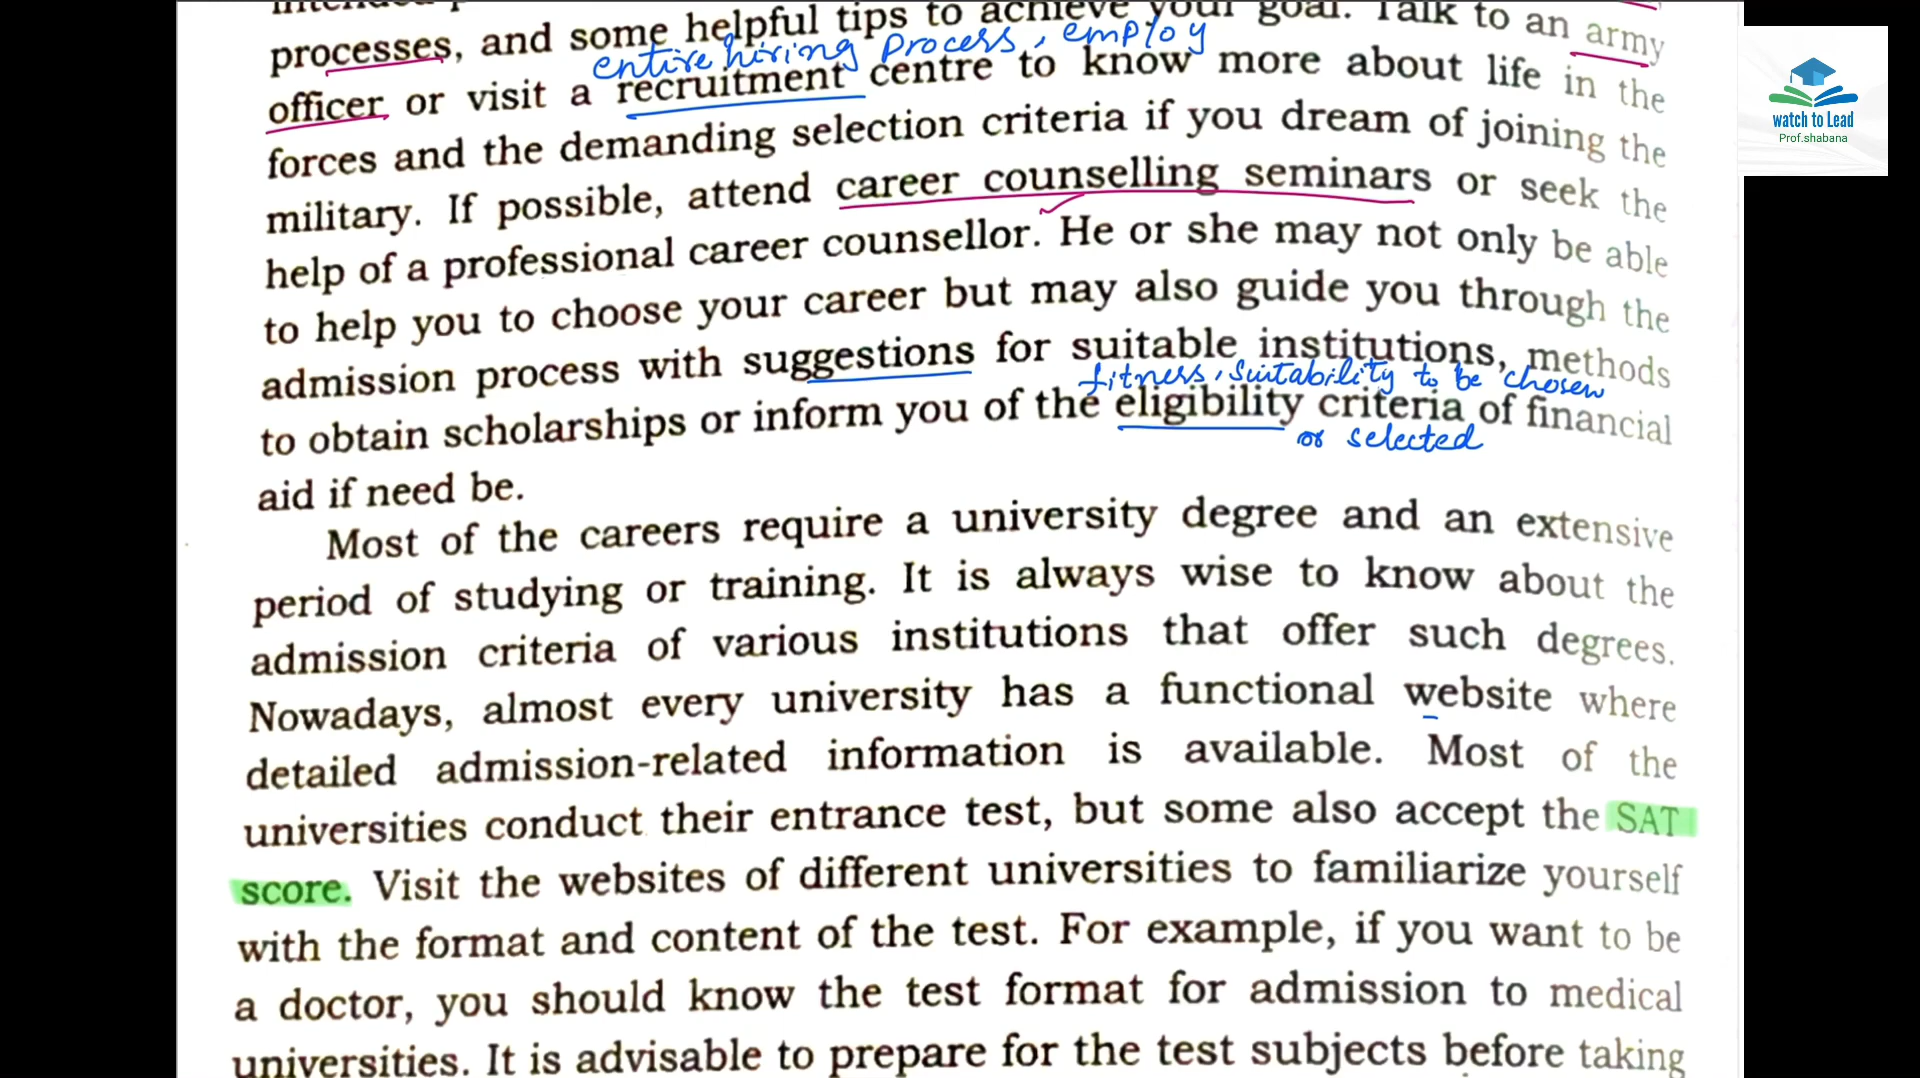 processes, and some helpful tips to achieve your goal. Talk to an army
entire hiring process, employ
officer or visit a recruitment centre to know more about life in the
forces and the demanding selection criteria if you dream of joining the
military. If possible, attend career counselling seminars or seek the
help of a professional career counsellor. He or she may not only be able
to help you to choose your career but may also guide you through the
admission process with suggestions for suitable institutions, methods
fitness, suitability to be chosen
to obtain scholarships or inform you of the eligibility criteria of financial
or selected
aid if need be.
Most of the careers require a university degree and an extensive
period of studying or training. It is always wise to know about the
admission criteria of various institutions that offer such degrees.
Nowadays, almost every university has a functional website where
detailed admission-related information is available. Most of the
universities conduct their entrance test, but some also accept the SAT
score. Visit the websites of different universities to familiarize yourself
with the format and content of the test. For example, if you want to be
a doctor, you should know the test format for admission to medical
universities. It is advisable to prepare for the test subjects before taking
watch to Lead
Prof.shabana